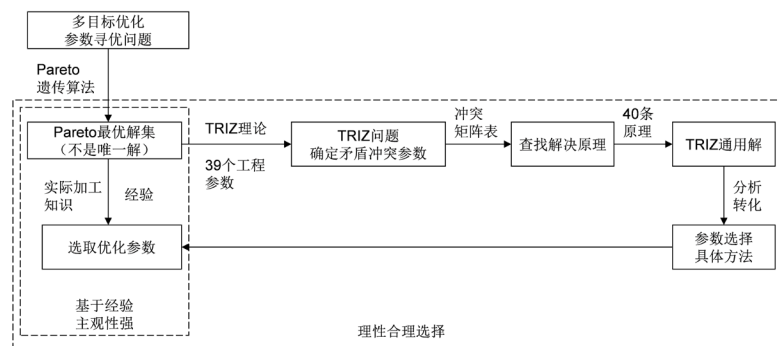 多目标优化
参数寻优问题
Pareto
遗传算法
Pareto最优解集
（不是唯一解）
TRIZ理论
39个工程
参数
TRIZ问题
确定矛盾冲突参数
冲突
矩阵表
查找解决原理
40条
原理
TRIZ通用解
实际加工
知识
经验
分析
转化
选取优化参数
参数选择
具体方法
基于经验
主观性强
理性合理选择